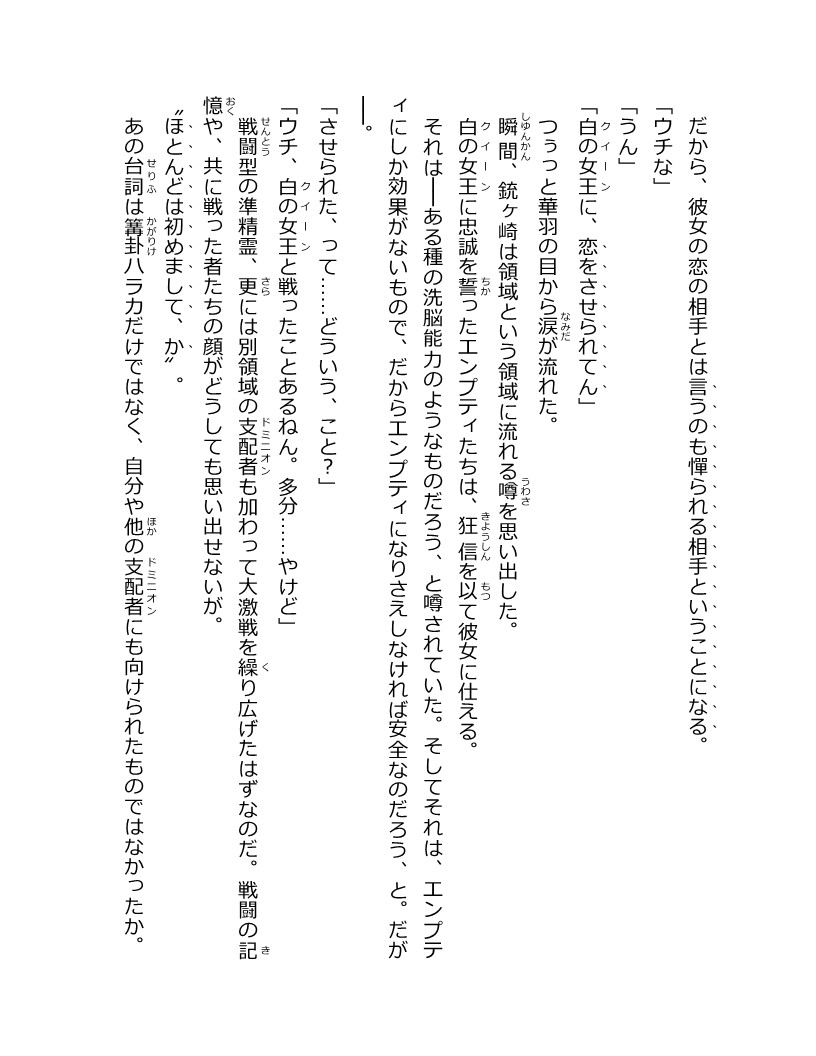 だから、彼女の恋の相手とは言うのも憚られる相手ということになる。
「ウチな」
「うん」
「白の女王に、恋をさせられてん」
つぅっと華羽の目から涙が流れた。
瞬間、銃ヶ崎は領域という領域に流れる噂を思い出した。
白の女王に忠誠を誓ったエンプティたちは、狂信を以て彼女に仕える。
それは――ある種の洗脳能力のようなものだろう、と噂されていた。そしてそれは、エンプテ
ィにしか効果がないもので、だからエンプティになりさえしなければ安全なのだろう、と。だが
――。
「させられた、って……どういう、こと？」
「ウチ、白の女王と戦ったことあるねん。多分……やけど」
戦闘型の準精霊、更には別領域の支配者も加わって大激戦を繰り広げたはずなのだ。戦闘の記
憶や、共に戦った者たちの顔がどうしても思い出せないが。
〝ほとんどは初めまして、か〟。
あの台詞は篝卦ハラカだけではなく、自分や他の支配者にも向けられたものではなかったか。